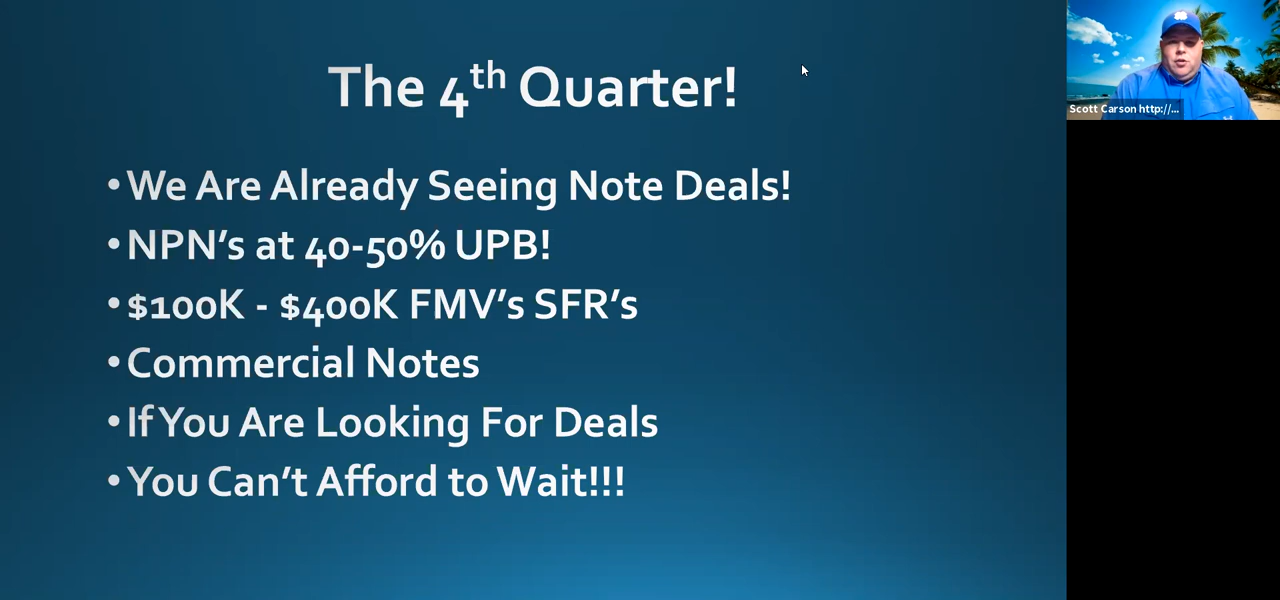 The 4th Quarter!
•We Are Already Seeing Note Deals!
•NPN’s at 40-50% UPB!
•$100K - $400K FMV’s SFR’s
•Commercial Notes
•If You Are Looking For Deals
•You Can’t Afford to Wait!!!
Scott Carson http://...